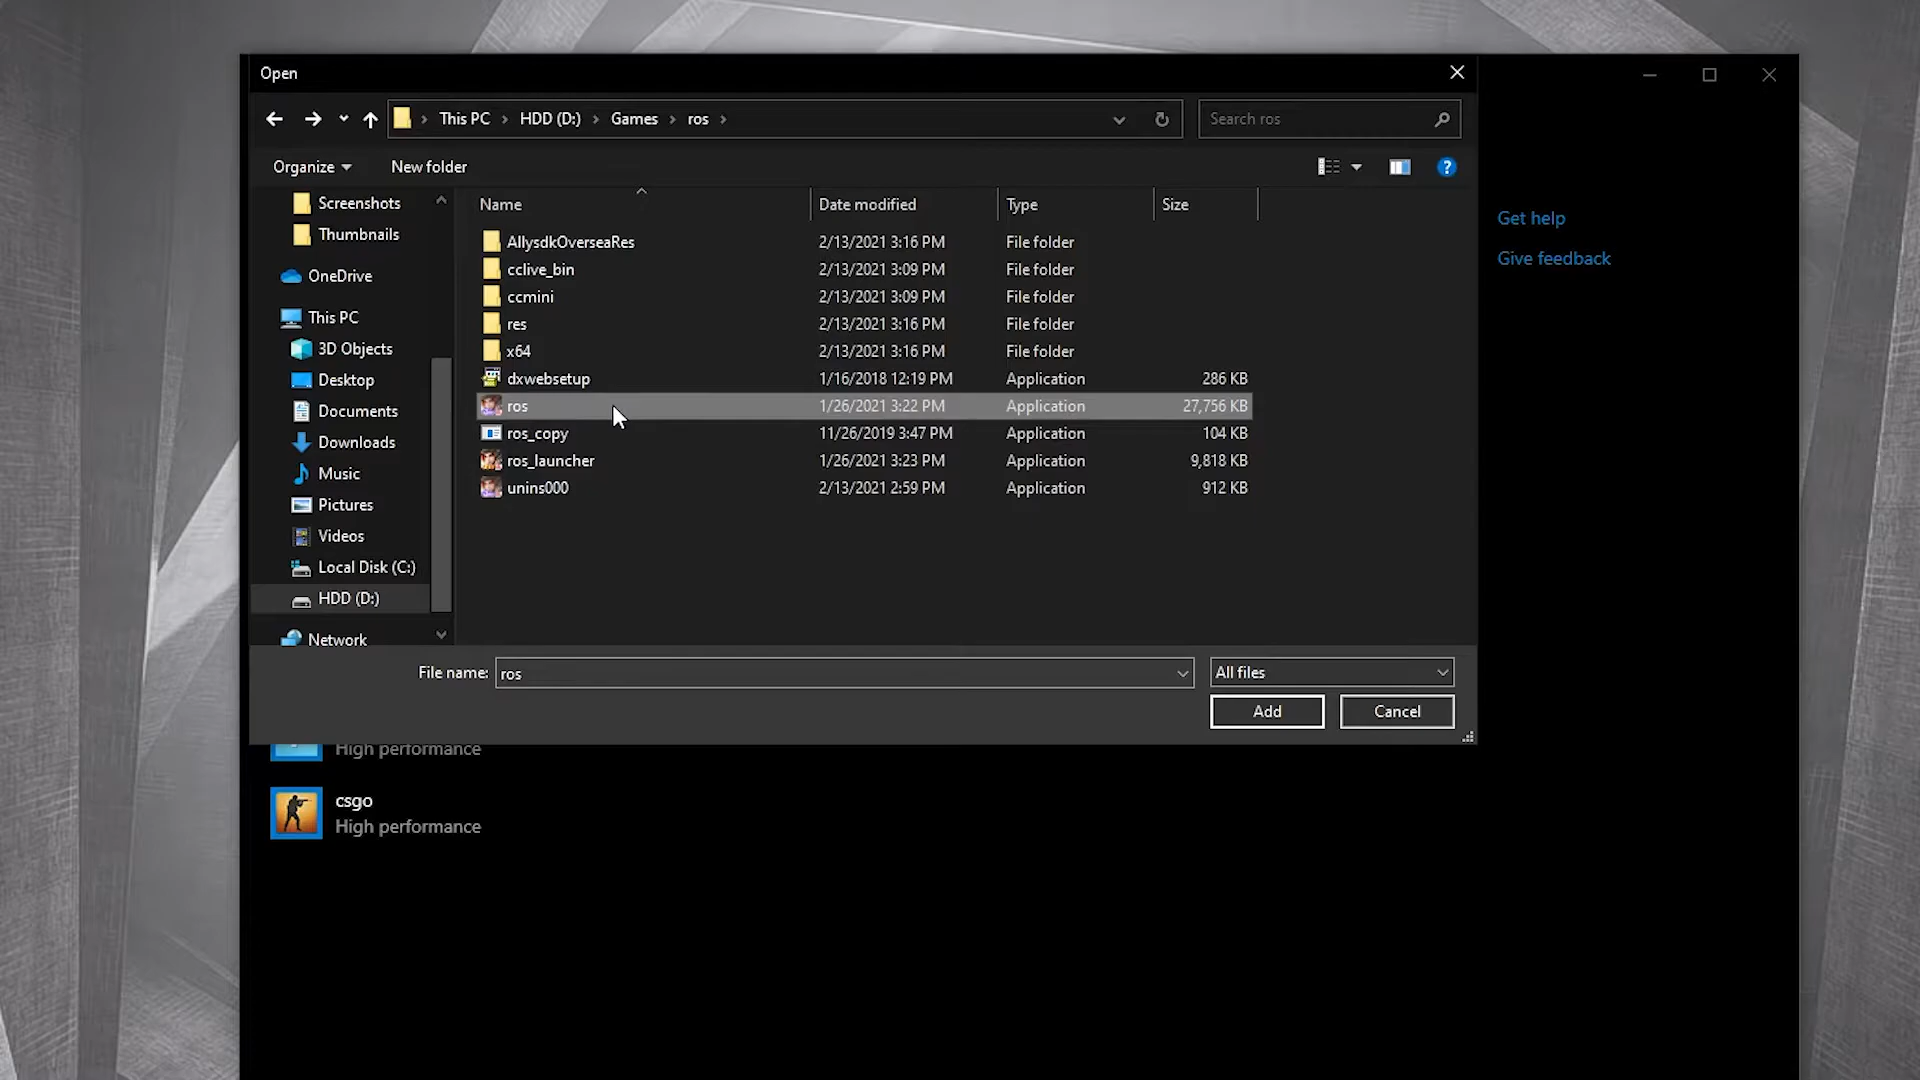 Open
This PC HDD (D:) Games ros
Search ros
Organize New folder
Screenshots
Thumbnails
OneDrive
This PC
3D Objects
Desktop
Documents
Downloads
Music
Pictures
Videos
Local Disk (C:)
HDD (D:)
Network
Name Date modified Type Size
AllysdkOverseaRes 2/13/2021 3:16 PM File folder
cclive_bin 2/13/2021 3:09 PM File folder
ccmini 2/13/2021 3:09 PM File folder
res 2/13/2021 3:16 PM File folder
x64 2/13/2021 3:16 PM File folder
dxwebsetup 1/16/2018 12:19 PM Application 286 KB
ros 1/26/2021 3:22 PM Application 27,756 KB
ros_copy 11/26/2019 3:47 PM Application 104 KB
ros_launcher 1/26/2021 3:23 PM Application 9,818 KB
unins000 2/13/2021 2:59 PM Application 912 KB
File name: ros All files
Add Cancel
Get help
Give feedback
High performance
csgo
High performance